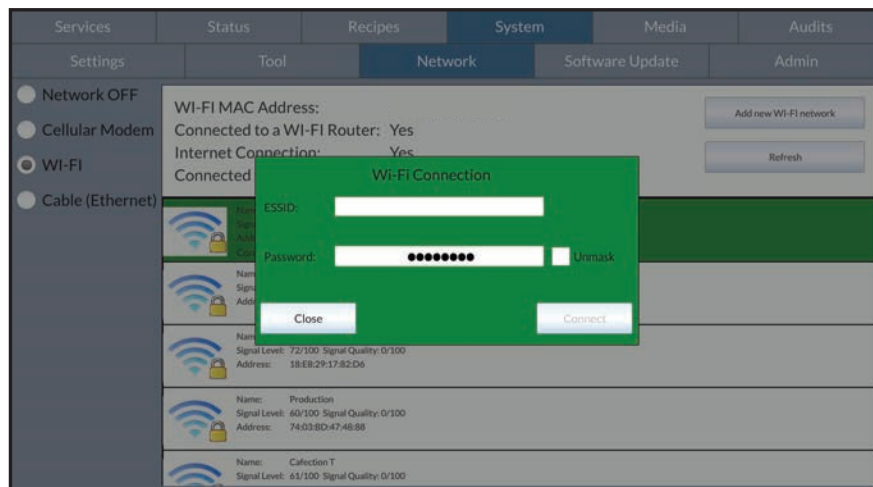 Services Status Recipes System Media Audits
Settings Tool Network Software Update Admin
Network OFF
Cellular Modem
WI-FI
Cable (Ethernet)
WI-FI MAC Address:
Connected to a WI-FI Router: Yes
Internet Connection: Yes
Connected
Add new WI-FI network
Refresh
Wi-Fi Connection
ESSID:
Password: ●●●●●●●● Unmask
Close Connect
Signal Level: 72/100 Signal Quality: 0/100
Address: 18:E8:29:17:82:D6
Name: Production
Signal Level: 60/100 Signal Quality: 0/100
Address: 74:03:BD:47:48:88
Name: Cafection T
Signal Level: 61/100 Signal Quality: 0/100